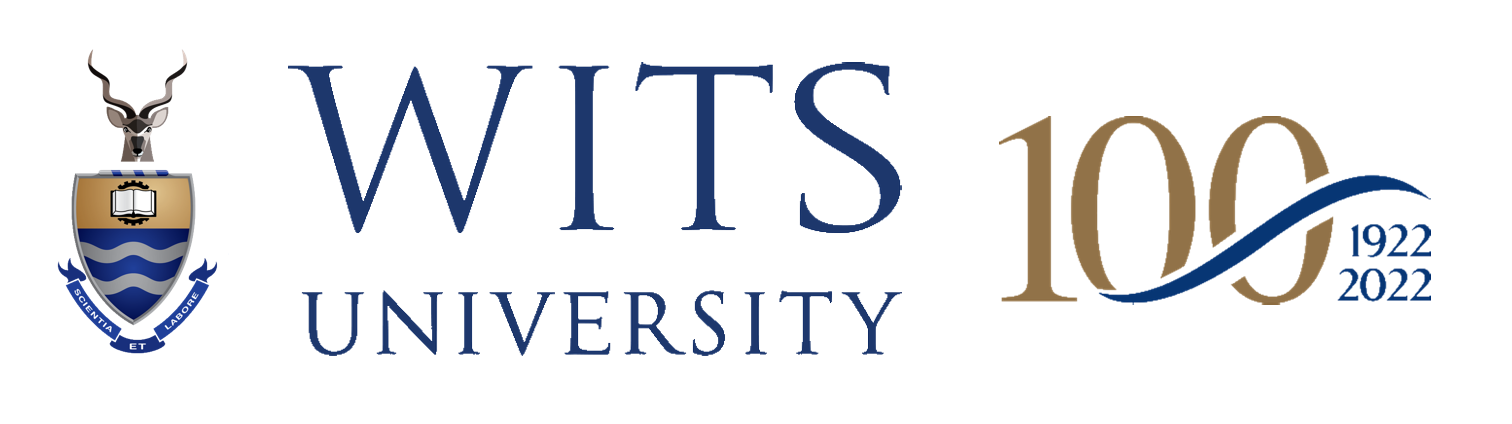 SCIENTIA ET LABORE
WITS
UNIVERSITY
100
1922
2022